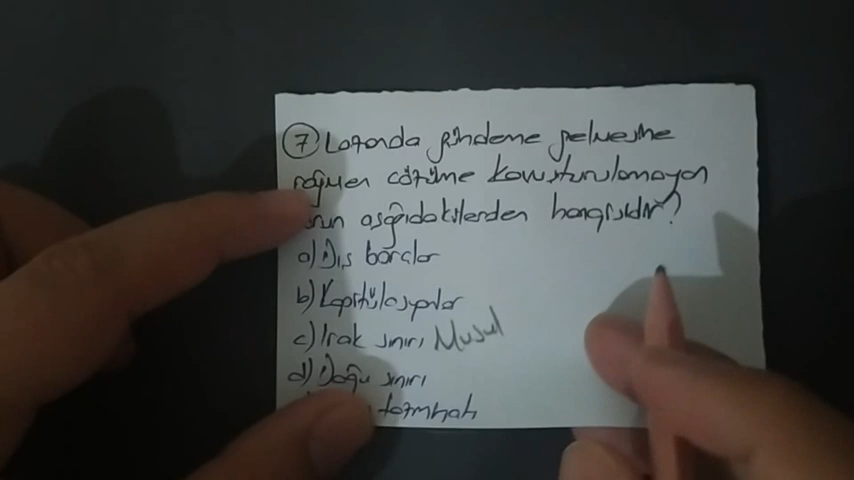 7 Lozanda gündeme gelmesine
rağmen çözüme kavuşturulamayan
aşağıdakilerden hangisidir?
a) Dış borçlar
b) Kapitülasyonlar
c) Irak sınırı Musul
d) Doğu sınırı
tazminatı